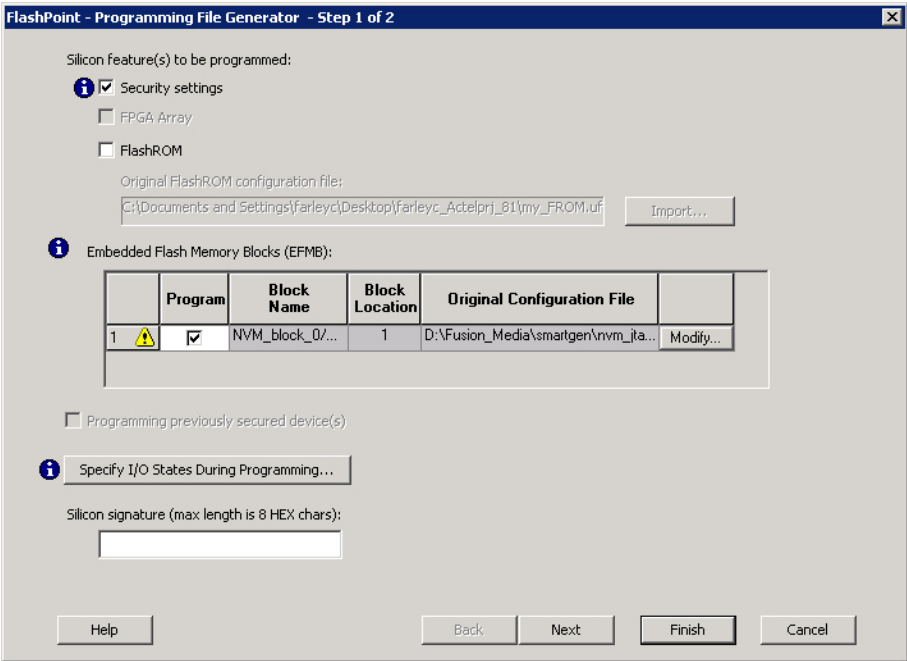 FlashPoint - Programming File Generator - Step 1 of 2
Silicon feature(s) to be programmed:
Security settings
FPGA Array
FlashROM
Original FlashROM configuration file:
C:\Documents and Settings\farleyc\Desktop\farleyc_Actelprj_81\my_FROM.uf
Import...
Embedded Flash Memory Blocks (EFMB):
Program Block Name Block Location Original Configuration File
1 NVM_block_0/... 1 D:\Fusion_Media\smartgen\nvm_jta... Modify...
Programming previously secured device(s)
Specify I/O States During Programming...
Silicon signature (max length is 8 HEX chars):
Help Back Next Finish Cancel